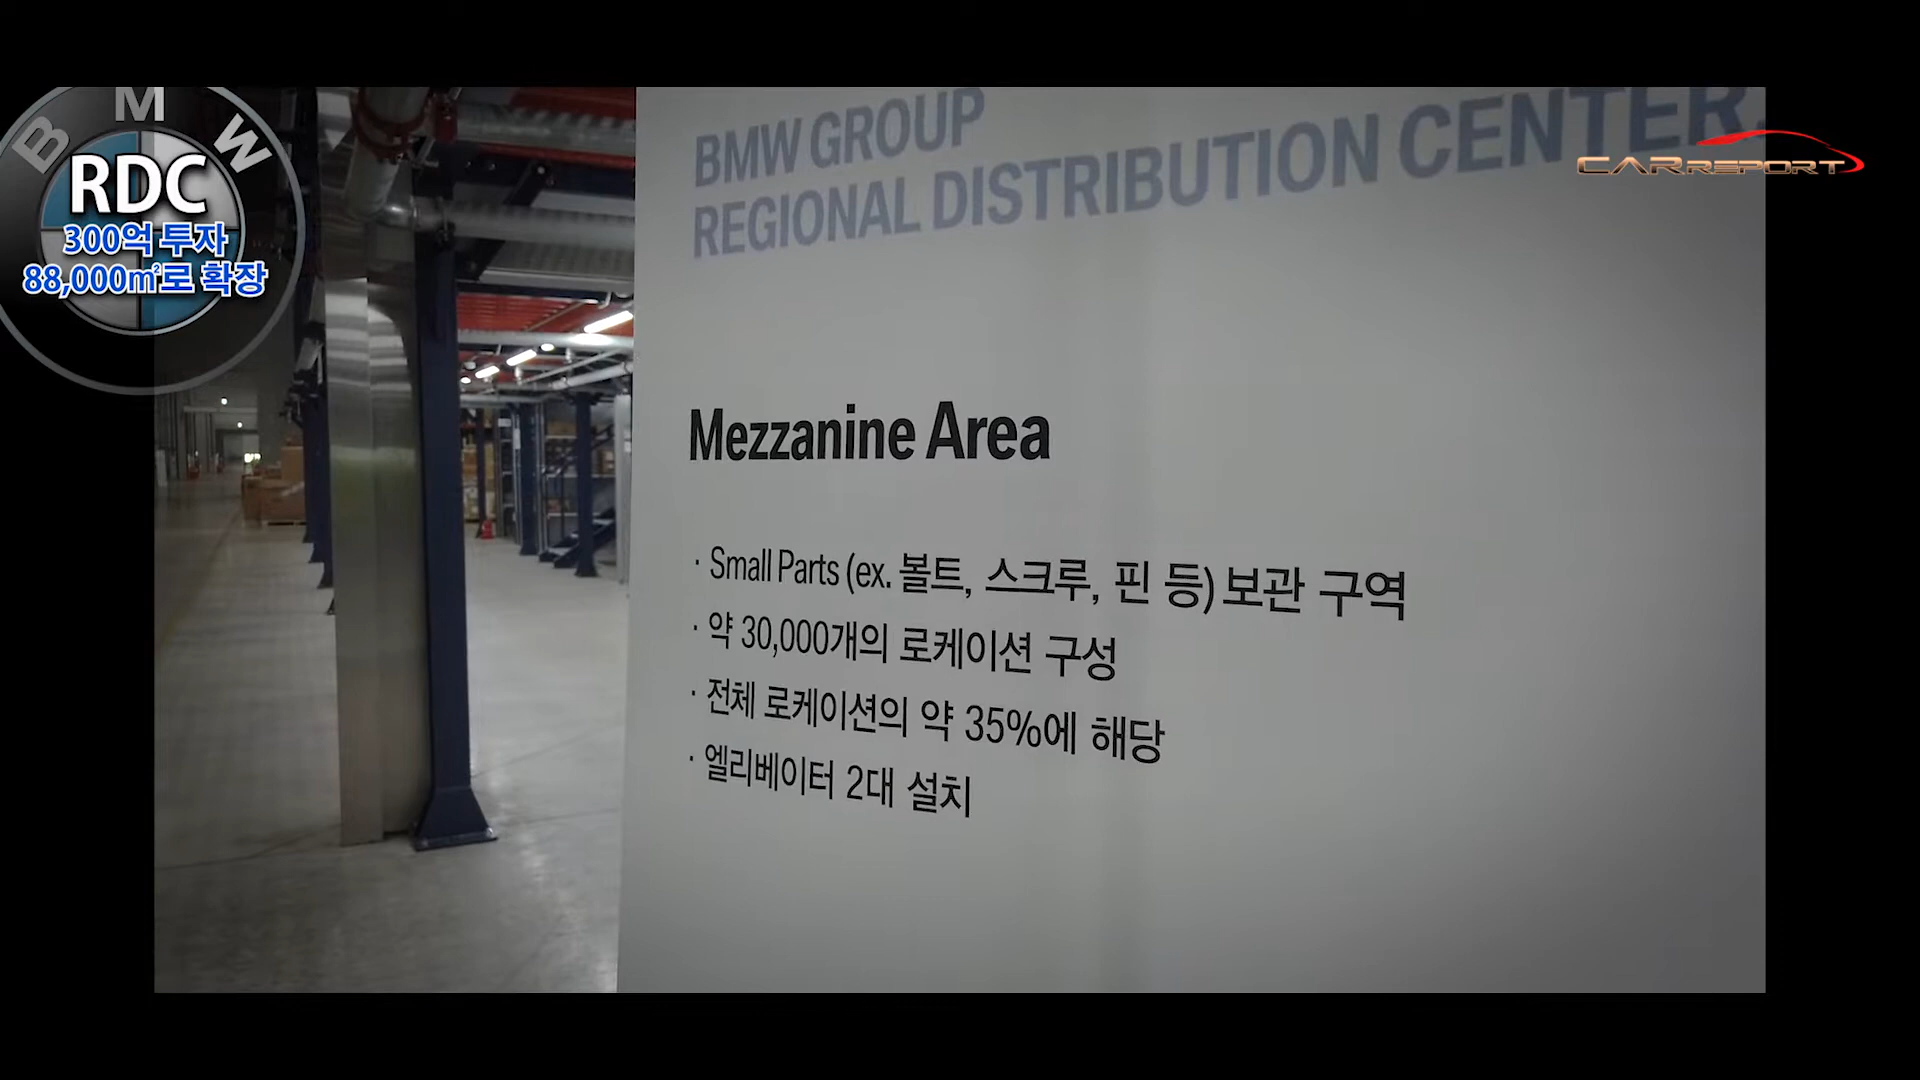 BMW
RDC
300억 투자
88,000㎡로 확장
BMW GROUP
REGIONAL DISTRIBUTION CENTER.
CARREPORT
Mezzanine Area
· Small Parts (ex. 볼트, 스크루, 핀 등) 보관 구역
· 약 30,000개의 로케이션 구성
· 전체 로케이션의 약 35%에 해당
· 엘리베이터 2대 설치